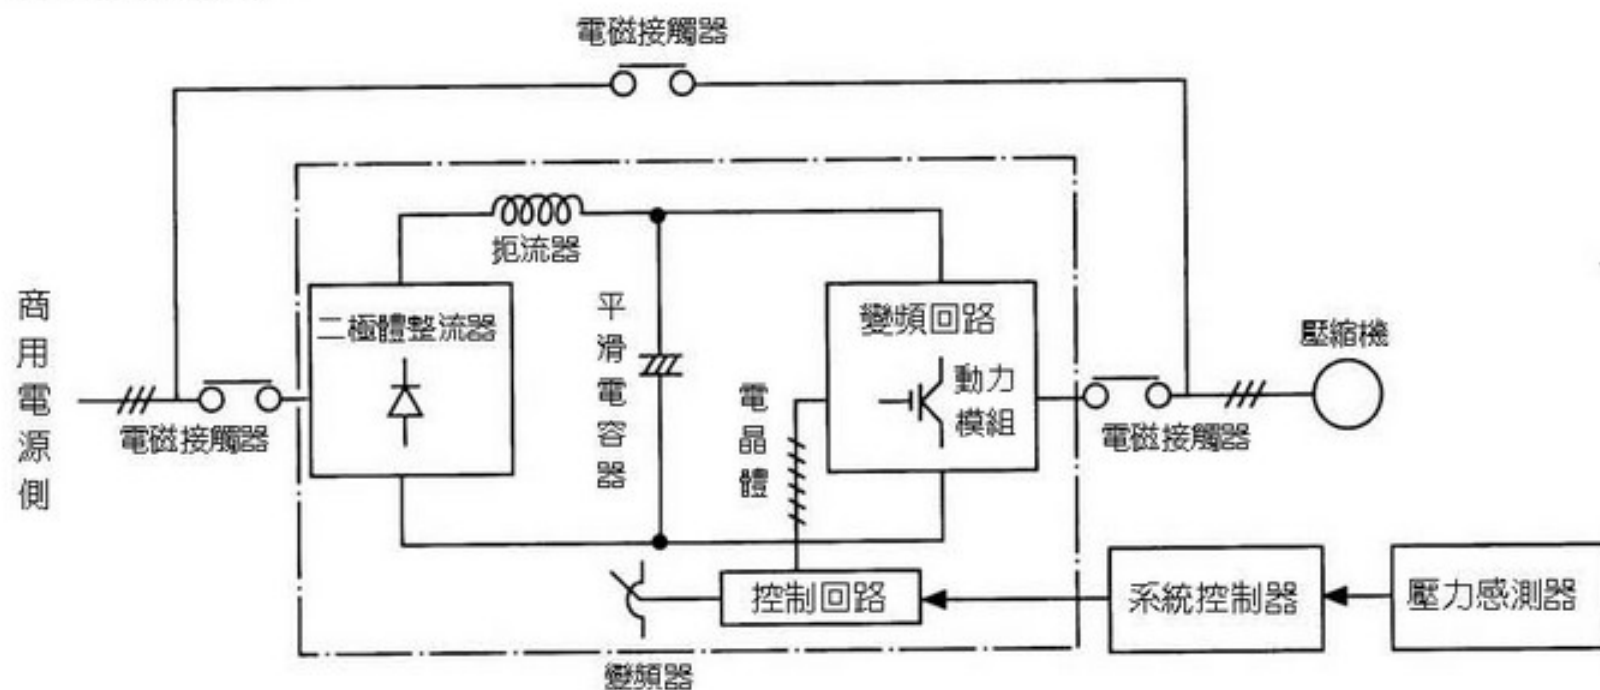 電磁接觸器
扼流器
商用電源側
二極體整流器
平滑電容器
變頻回路
動力
模組
壓縮機
電晶體
電磁接觸器
電磁接觸器
控制回路
系統控制器
壓力感測器
變頻器